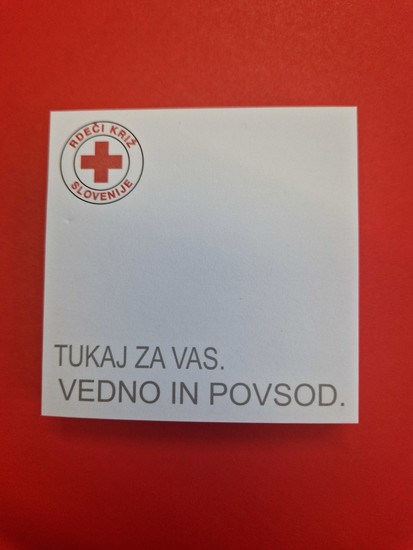 RDEČI KRIŽ
SLOVENIJE
TUKAJ ZA VAS.
VEDNO IN POVSOD.